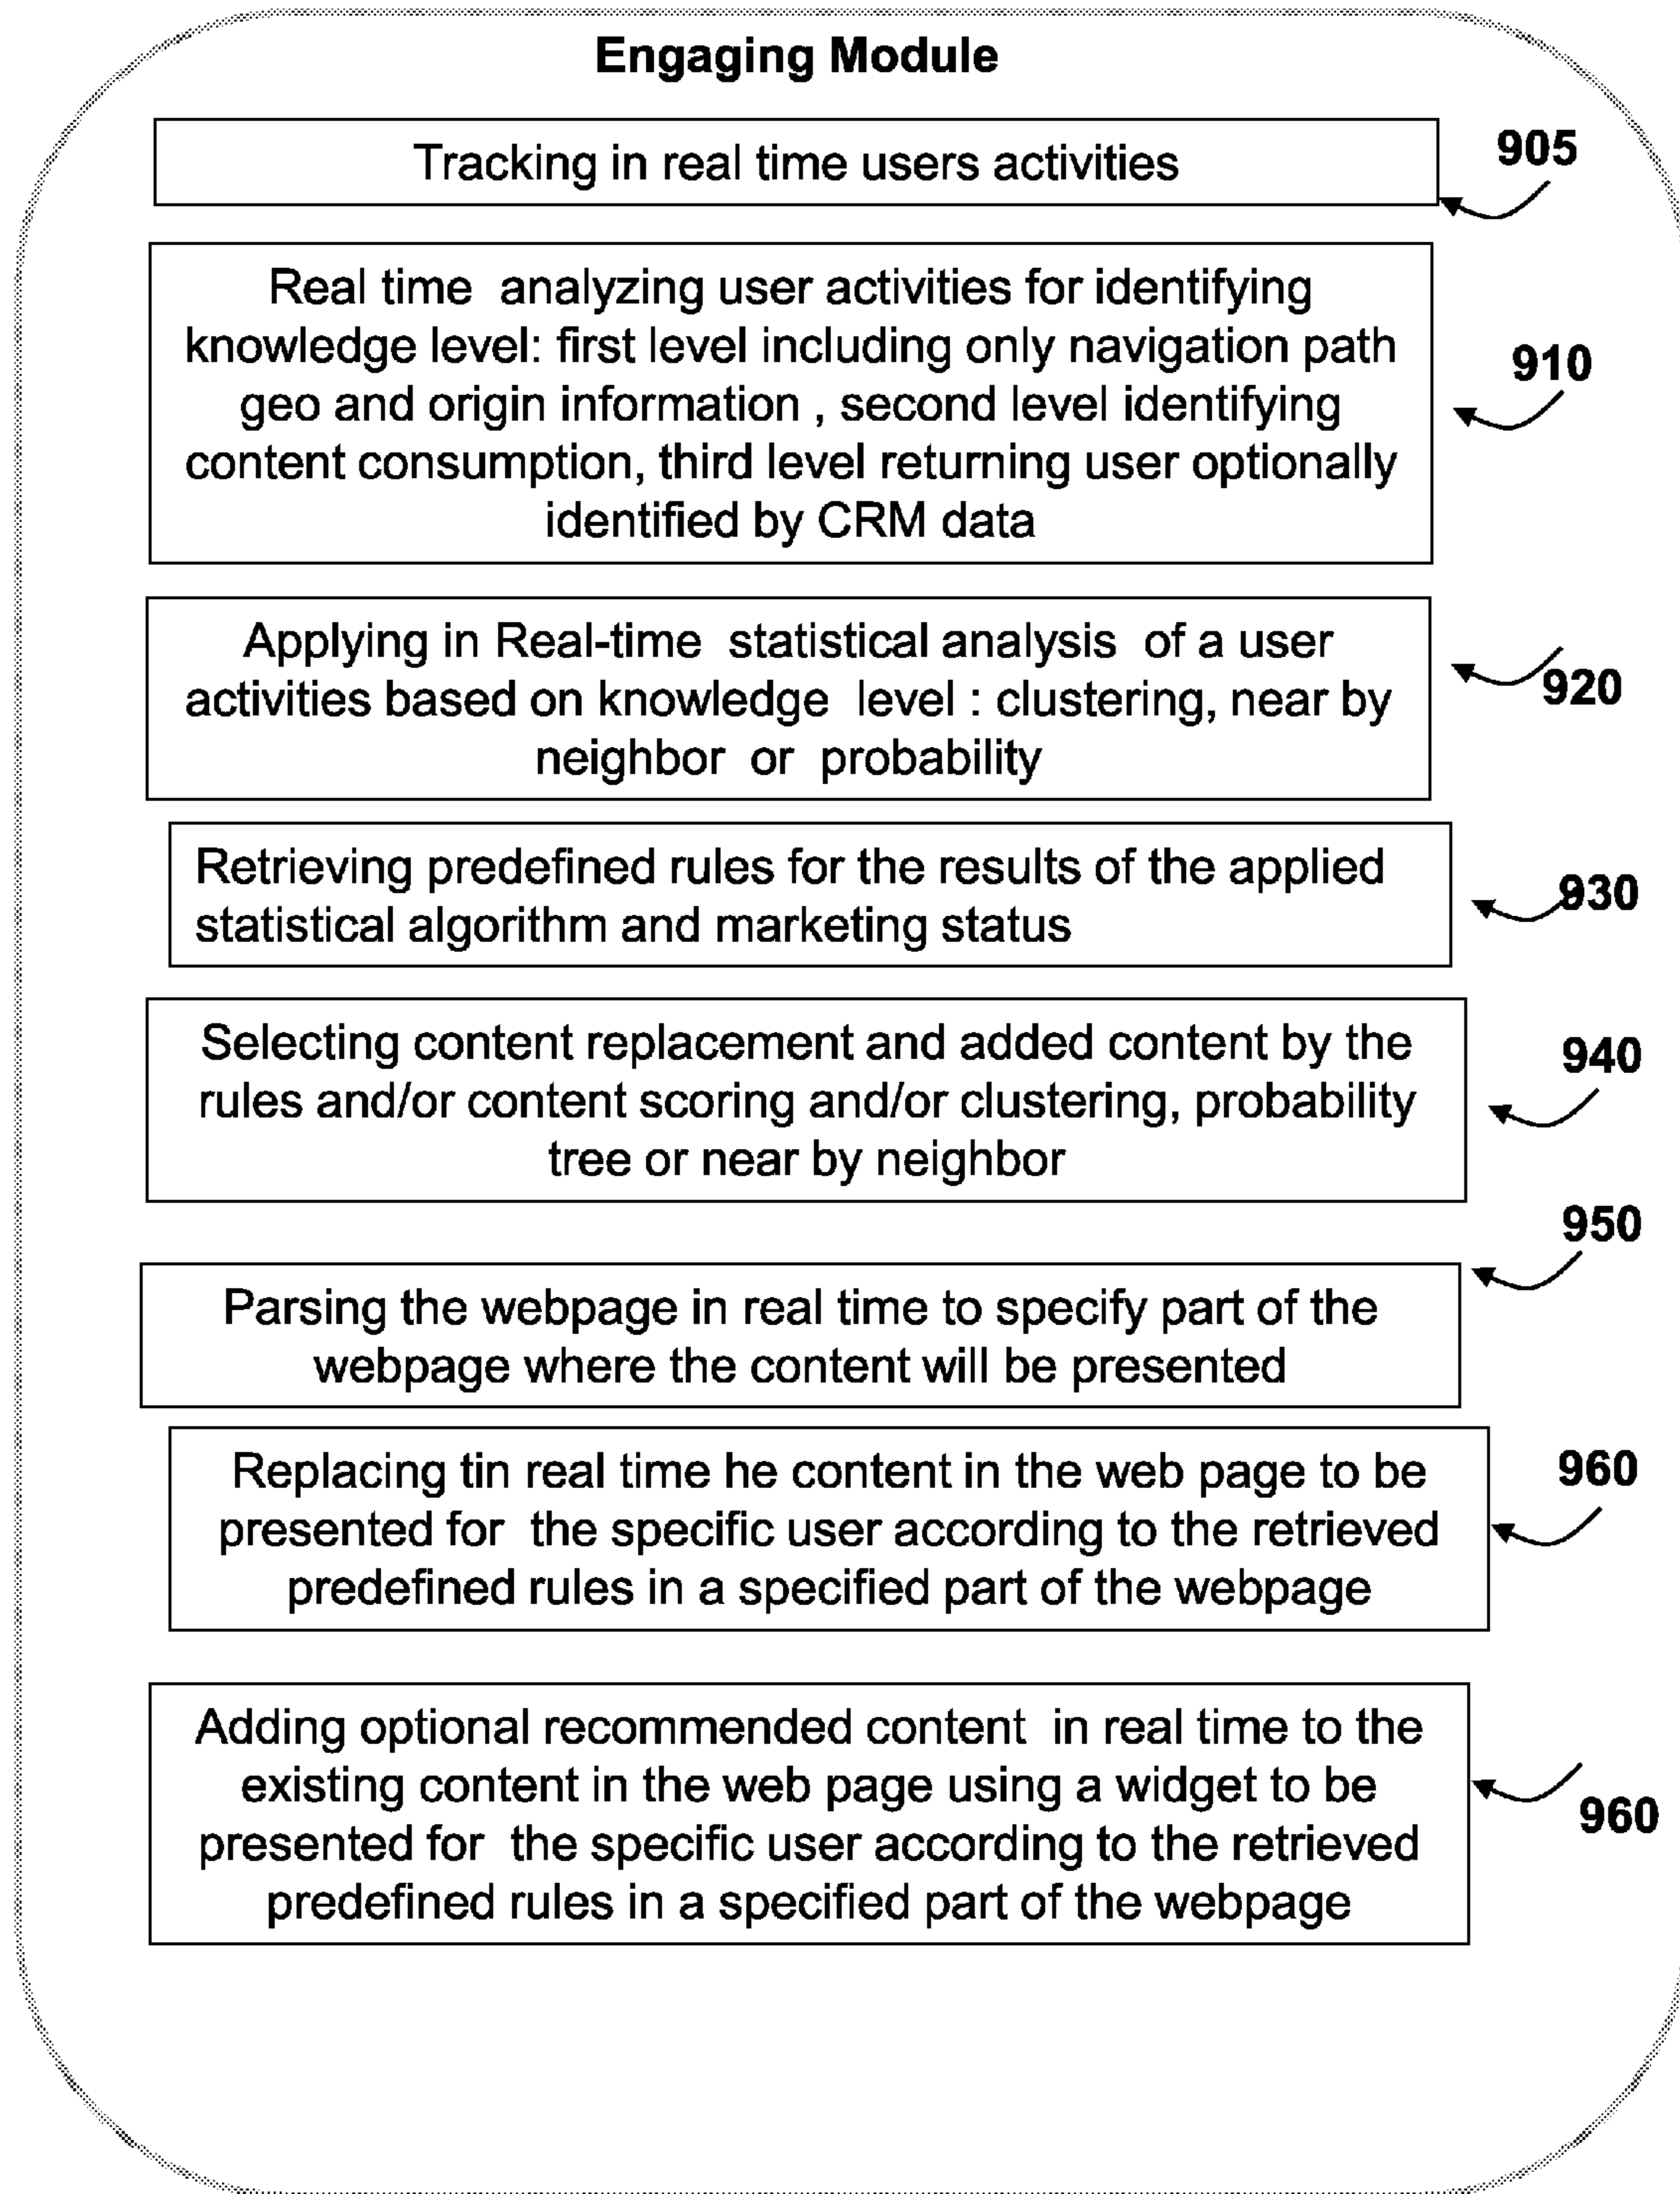 Engaging Module
Tracking in real time users activities
905
Real time analyzing user activities for identifying
knowledge level: first level including only navigation path
geo and origin information , second level identifying
content consumption, third level returning user optionally
identified by CRM data
910
Applying in Real-time statistical analysis of a user
activities based on knowledge level : clustering, near by
neighbor or probability
920
Retrieving predefined rules for the results of the applied
statistical algorithm and marketing status
930
Selecting content replacement and added content by the
rules and/or content scoring and/or clustering, probability
tree or near by neighbor
940
950
Parsing the webpage in real time to specify part of the
webpage where the content will be presented
Replacing tin real time he content in the web page to be
presented for the specific user according to the retrieved
predefined rules in a specified part of the webpage
960
Adding optional recommended content in real time to the
existing content in the web page using a widget to be
presented for the specific user according to the retrieved
predefined rules in a specified part of the webpage
960